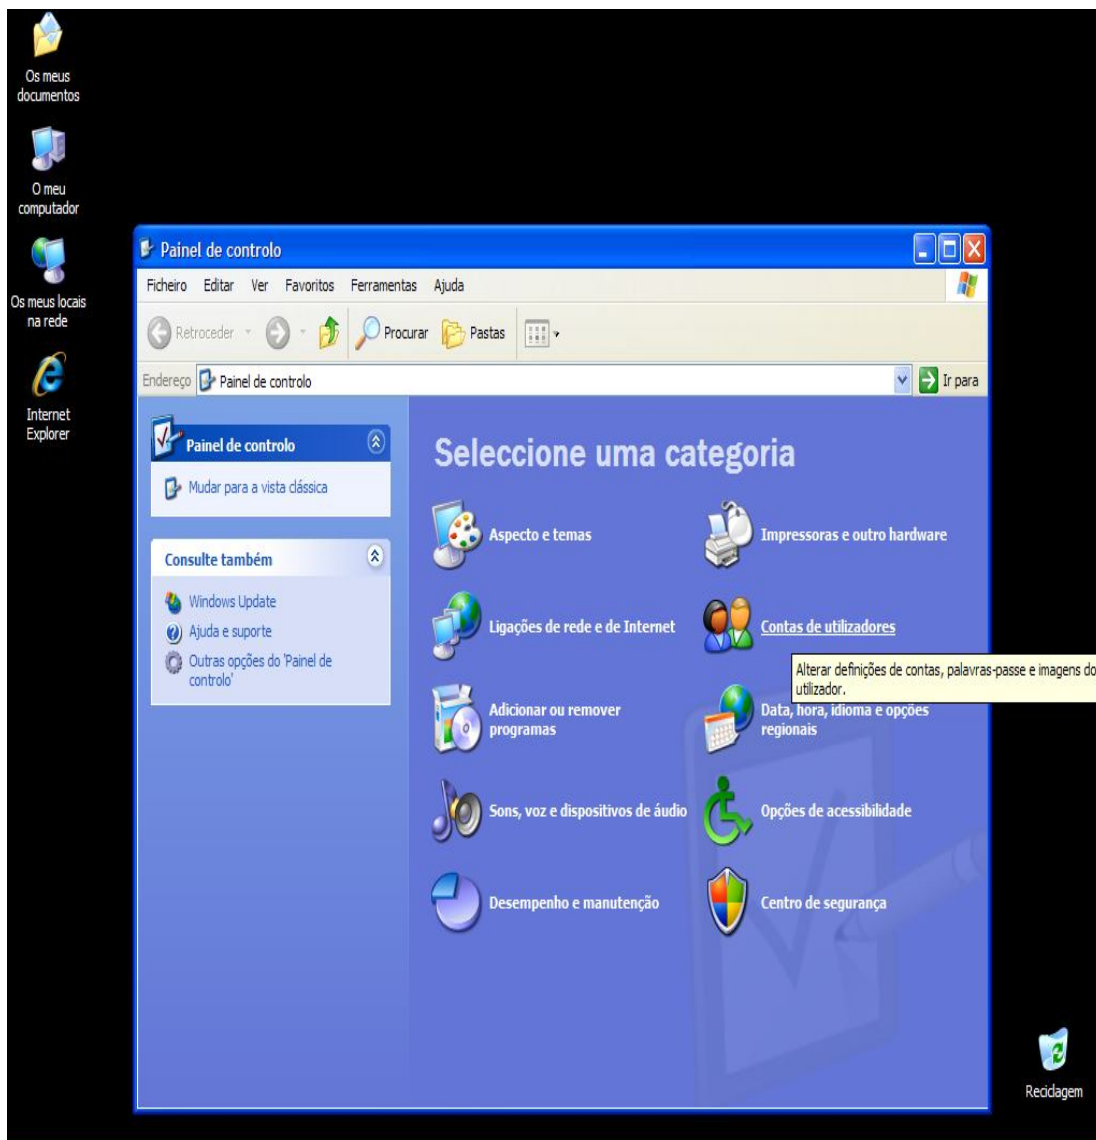 Os meus
documentos
O meu
computador
Os meus locais
na rede
Internet
Explorer
Painel de controlo
Ficheiro Editar Ver Favoritos Ferramentas Ajuda
Retroceder Procurar Pastas
Endereço Painel de controlo Ir para
Painel de controlo
Mudar para a vista clássica
Consulte também
Windows Update
Ajuda e suporte
Outras opções do 'Painel de
controlo'
Seleccione uma categoria
Aspecto e temas
Impressoras e outro hardware
Ligações de rede e de Internet
Contas de utilizadores
Alterar definições de contas, palavras-passe e imagens do
utilizador.
Adicionar ou remover
programas
Data, hora, idioma e opções
regionais
Sons, voz e dispositivos de áudio
Opções de acessibilidade
Desempenho e manutenção
Centro de segurança
Reciclagem